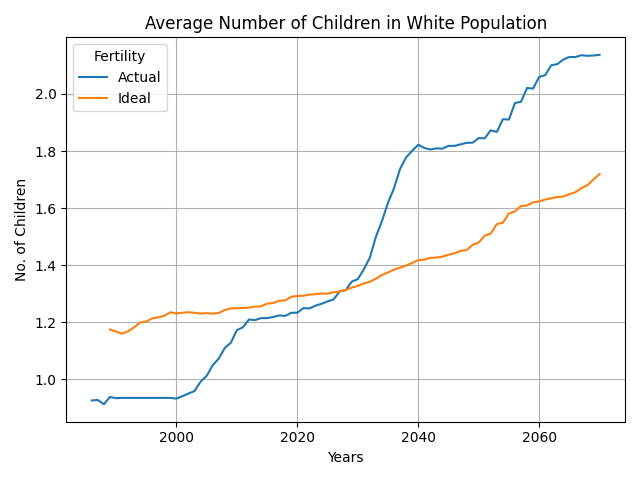 Average Number of Children in White Population
Fertility
Actual
Ideal
No. of Children
2.0
1.8
1.6
1.4
1.2
1.0
2000
2020
2040
2060
Years